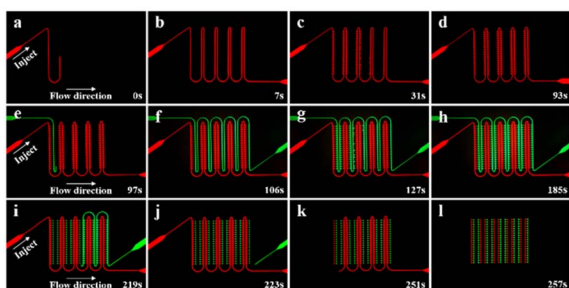 a
Inject
Flow direction
0s
b
7s
c
31s
d
93s
e
Inject
Flow direction
97s
f
106s
g
127s
h
185s
i
Inject
Flow direction
219s
j
223s
k
251s
l
257s